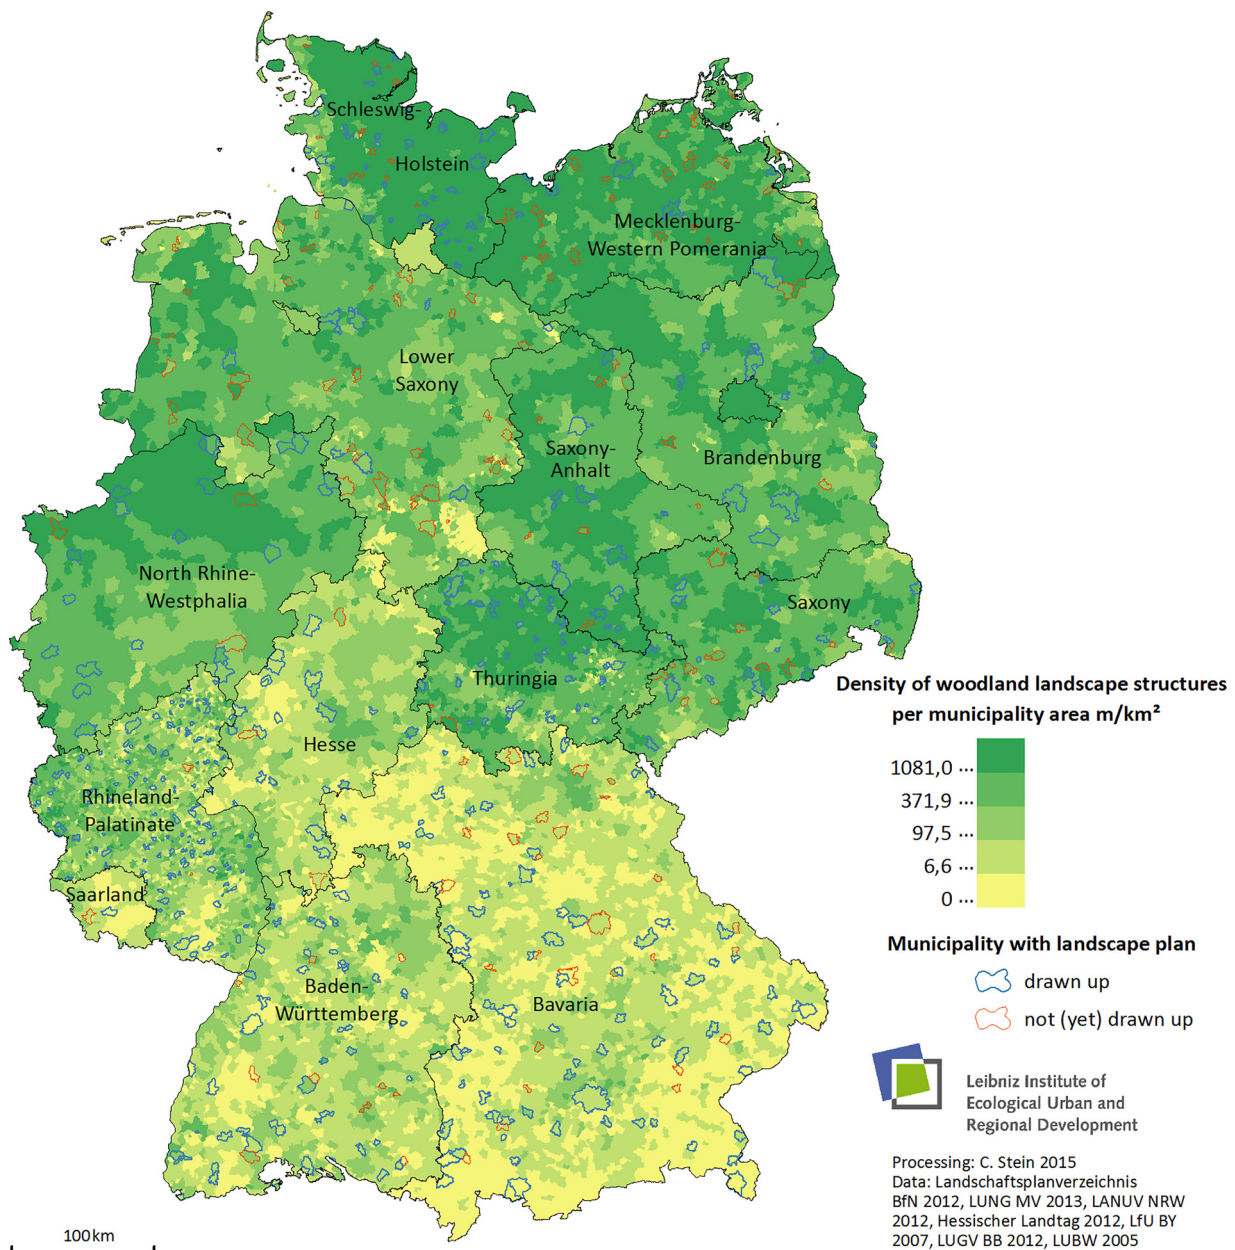 Schleswig-
Holstein
Mecklenburg-
Western Pomerania
Lower
Saxony
Saxony-
Anhalt
Brandenburg
North Rhine-
Westphalia
Saxony
Thuringia
Hesse
Rhineland-
Palatinate
Saarland
Baden-
Württemberg
Bavaria
Density of woodland landscape structures
per municipality area m/km²
1081,0 ...
371,9 ...
97,5 ...
6,6 ...
0 ...
Municipality with landscape plan
drawn up
not (yet) drawn up
Leibniz Institute of
Ecological Urban and
Regional Development
Processing: C. Stein 2015
Data: Landschaftsplanverzeichnis
BfN 2012, LUNG MV 2013, LANUV NRW
2012, Hessischer Landtag 2012, LfU BY
2007, LUGV BB 2012, LUBW 2005
100 km